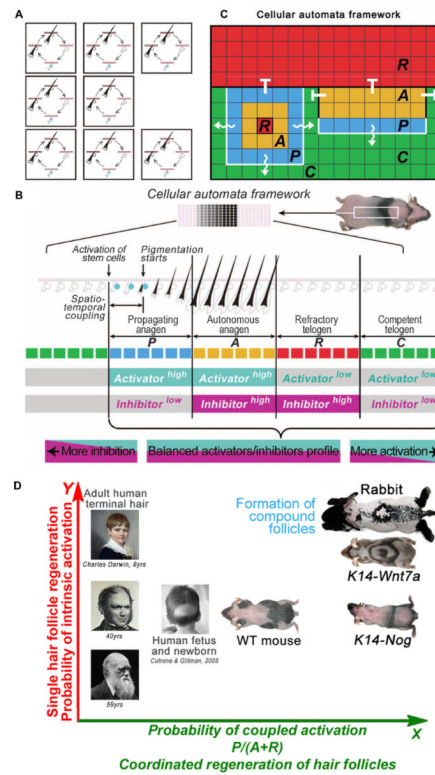 A
C Cellular automata framework
R
A
R
A
P
P
C
C
B
Cellular automata framework
Activation of
stem cells
Pigmentation
starts
Spatio-
temporal
coupling
Propagating
anagen
P
Autonomous
anagen
A
Refractory
telogen
R
Competent
telogen
C
Activator high
Activator high
Activator low
Activator low
Inhibitor low
Inhibitor high
Inhibitor high
Inhibitor low
More inhibition
Balanced activators/inhibitors profile
More activation
D
Y
Single hair follicle regeneration
Probability of intrinsic activation
Adult human
terminal hair
Charles Darwin, 6yrs
40yrs
59yrs
Human fetus
and newborn
Cutrone & Gitman, 2005
WT mouse
Formation of
compound
follicles
Rabbit
K14-Wnt7a
K14-Nog
Probability of coupled activation
X
P/(A+R)
Coordinated regeneration of hair follicles